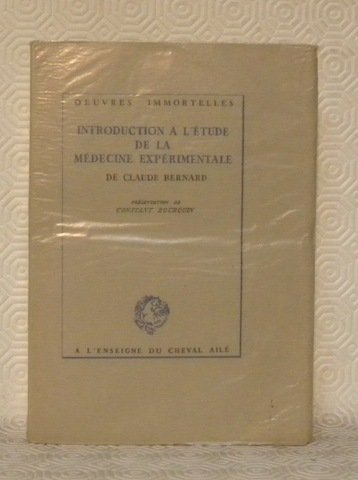 OEUVRES IMMORTELLES
INTRODUCTION A L'ÉTUDE
DE LA
MÉDECINE EXPÉRIMENTALE
DE CLAUDE BERNARD
PRÉSENTATION DE
CONSTANT BOURQUIN
A L'ENSEIGNE DU CHEVAL AILÉ